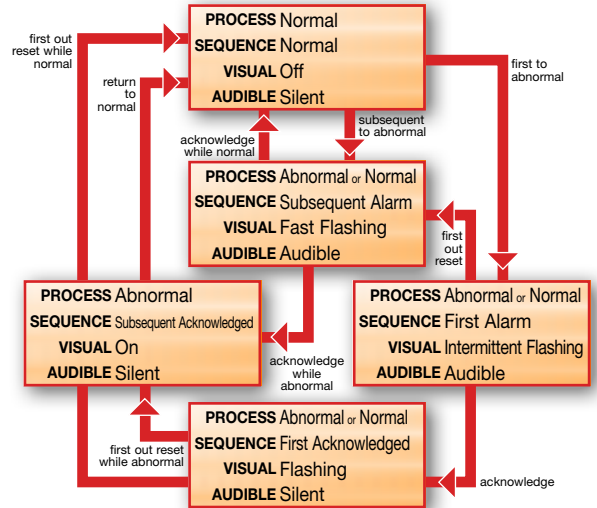 PROCESS Normal
SEQUENCE Normal
VISUAL Off
AUDIBLE Silent
first out
reset while
normal
return
to
normal
first to
abnormal
acknowledge
while normal
subsequent
to abnormal
PROCESS Abnormal or Normal
SEQUENCE Subsequent Alarm
VISUAL Fast Flashing
AUDIBLE Audible
first
out
reset
PROCESS Abnormal
SEQUENCE Subsequent Acknowledged
VISUAL On
AUDIBLE Silent
acknowledge
while
abnormal
PROCESS Abnormal or Normal
SEQUENCE First Alarm
VISUAL Intermittent Flashing
AUDIBLE Audible
first out reset
while abnormal
PROCESS Abnormal or Normal
SEQUENCE First Acknowledged
VISUAL Flashing
AUDIBLE Silent
acknowledge